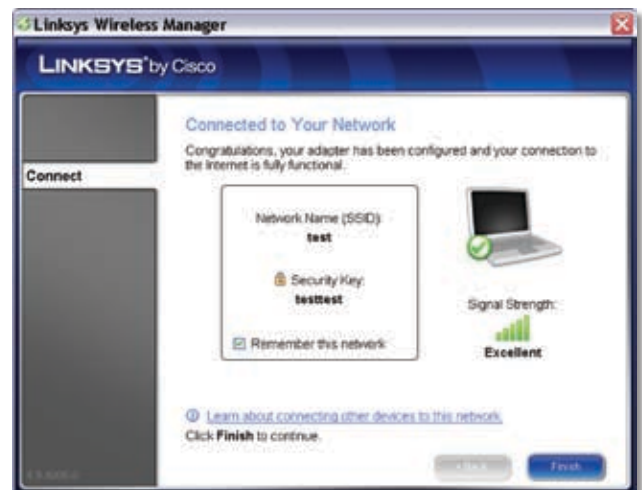 Linksys Wireless Manager
LINKSYS® by Cisco
Connect
Connected to Your Network
Congratulations, your adapter has been configured and your connection to
the Internet is fully functional.
Network Name (SSID):
test
Security Key:
testtest
Remember this network
Signal Strength:
Excellent
Learn about connecting other devices to this network.
Click Finish to continue.
Finish